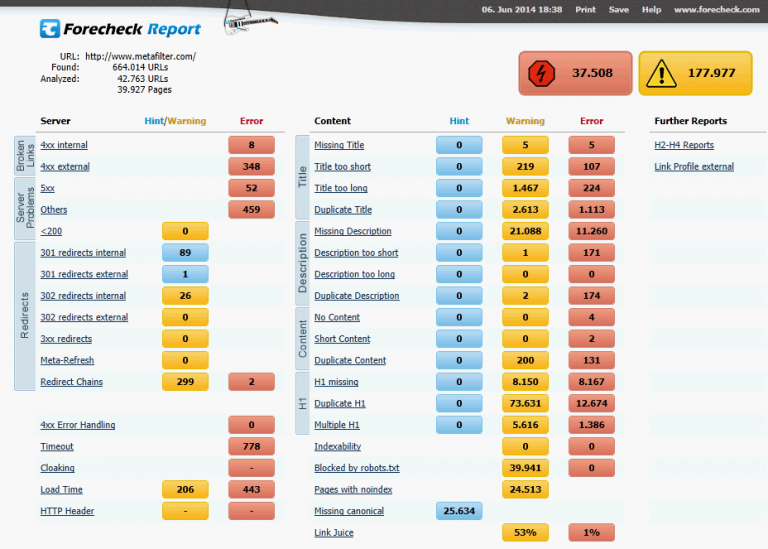 06. Jun 2014 18:38 Print Save Help www.forecheck.com
Forecheck Report
URL: http://www.metafilter.com/
Found: 664.014 URLs
Analyzed: 42.763 URLs
39.927 Pages
37.508
177.977
Server Hint/Warning Error
Broken Links
4xx internal 8
4xx external 348
Server Problems
5xx 52
Others 459
<200 0
Redirects
301 redirects internal 89
301 redirects external 1
302 redirects internal 26
302 redirects external 0
3xx redirects 0
Meta-Refresh 0
Redirect Chains 299 2
4xx Error Handling 0
Timeout 778
Cloaking -
Load Time 206 443
HTTP Header - -
Content Hint Warning Error
Title
Missing Title 0 5 5
Title too short 0 219 107
Title too long 0 1.467 224
Duplicate Title 0 2.613 1.113
Description
Missing Description 0 21.088 11.260
Description too short 0 1 171
Description too long 0 0 0
Duplicate Description 0 2 174
Content
No Content 0 0 4
Short Content 0 0 2
Duplicate Content 0 200 131
H1
H1 missing 0 8.150 8.167
Duplicate H1 0 73.631 12.674
Multiple H1 0 5.616 1.386
Indexability 0 0
Blocked by robots.txt 39.941 0
Pages with noindex 24.513
Missing canonical 25.634
Link Juice 53% 1%
Further Reports
H2-H4 Reports
Link Profile external